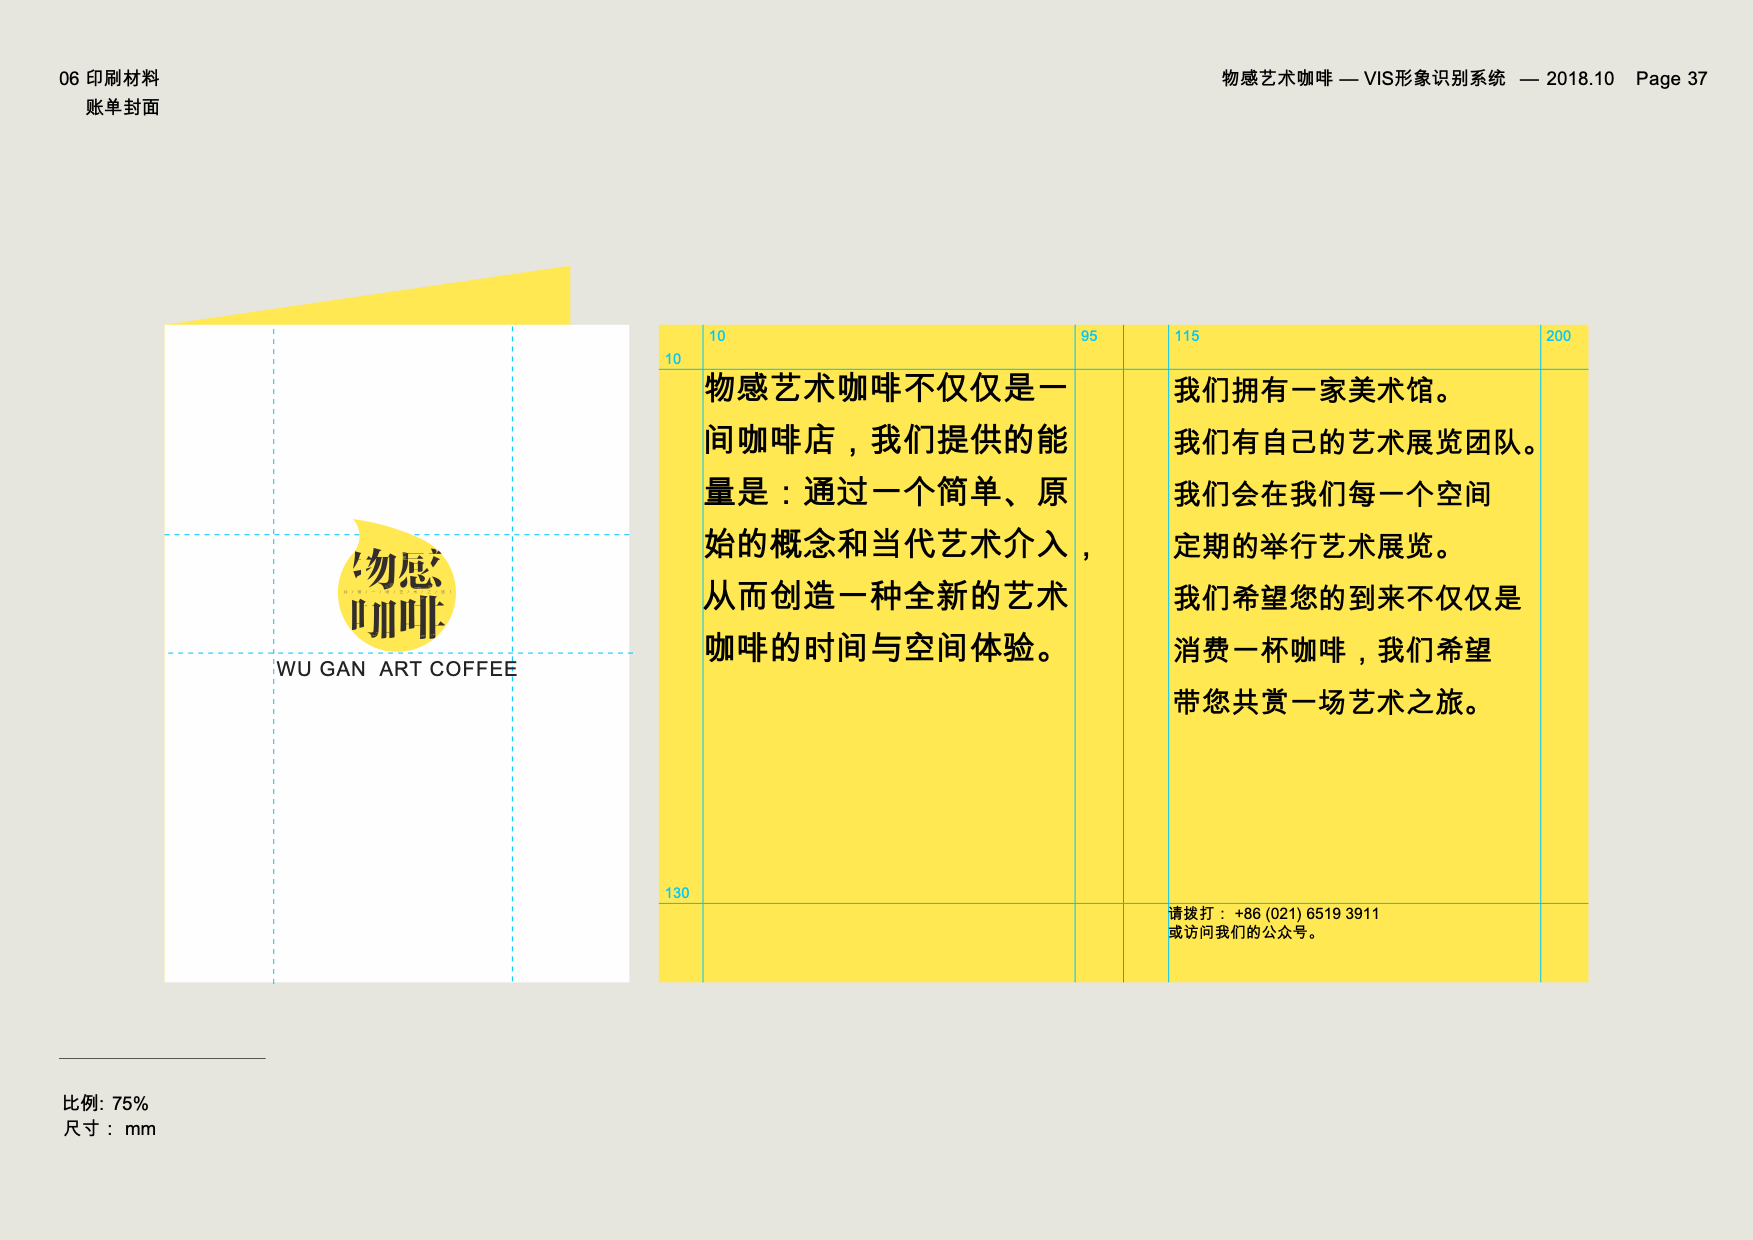 06 印刷材料
账单封面
物感艺术咖啡 — VIS形象识别系统 — 2018.10 Page 37
物感
咖啡
WU GAN ART COFFEE
10
95
115
200
10
物感艺术咖啡不仅仅是一
间咖啡店，我们提供的能
量是：通过一个简单、原
始的概念和当代艺术介入，
从而创造一种全新的艺术
咖啡的时间与空间体验。
我们拥有一家美术馆。
我们有自己的艺术展览团队。
我们会在我们每一个空间
定期的举行艺术展览。
我们希望您的到来不仅仅是
消费一杯咖啡，我们希望
带您共赏一场艺术之旅。
130
请拨打： +86 (021) 6519 3911
或访问我们的公众号。
比例: 75%
尺寸： mm